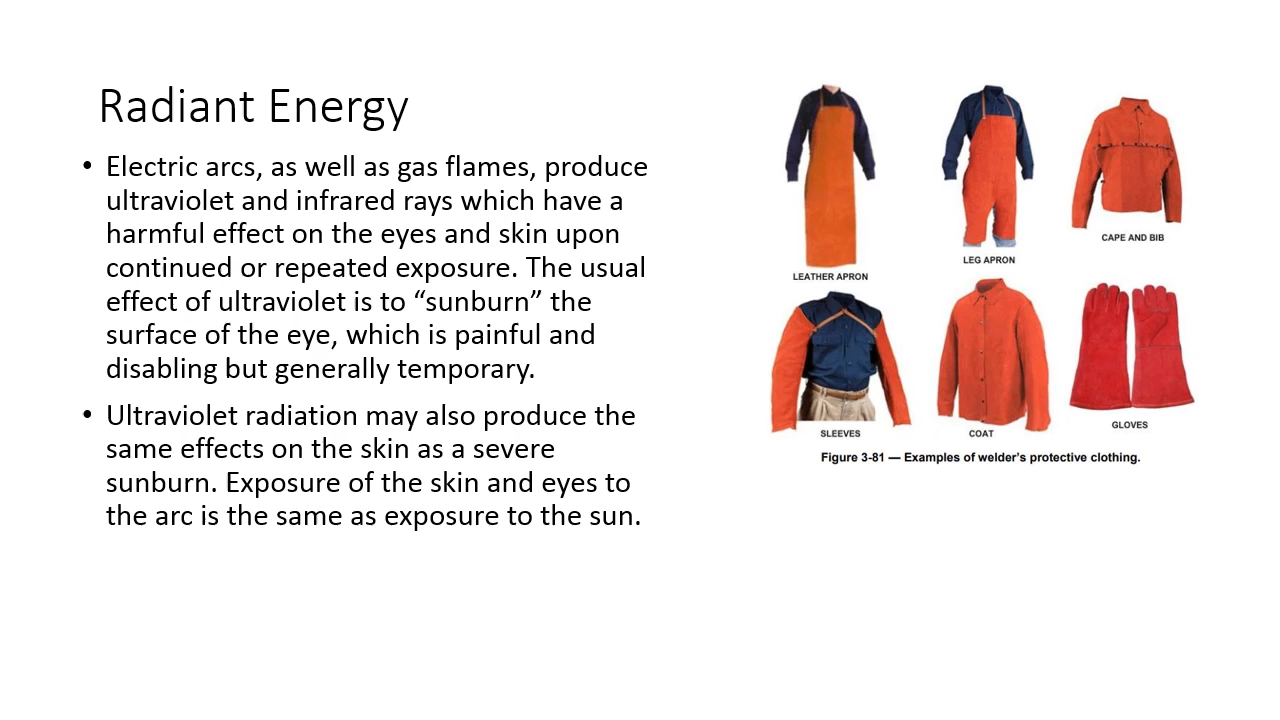 Radiant Energy
• Electric arcs, as well as gas flames, produce
ultraviolet and infrared rays which have a
harmful effect on the eyes and skin upon
continued or repeated exposure. The usual
effect of ultraviolet is to “sunburn” the
surface of the eye, which is painful and
disabling but generally temporary.
• Ultraviolet radiation may also produce the
same effects on the skin as a severe
sunburn. Exposure of the skin and eyes to
the arc is the same as exposure to the sun.
LEATHER APRON
LEG APRON
CAPE AND BIB
SLEEVES
COAT
GLOVES
Figure 3-81 — Examples of welder’s protective clothing.